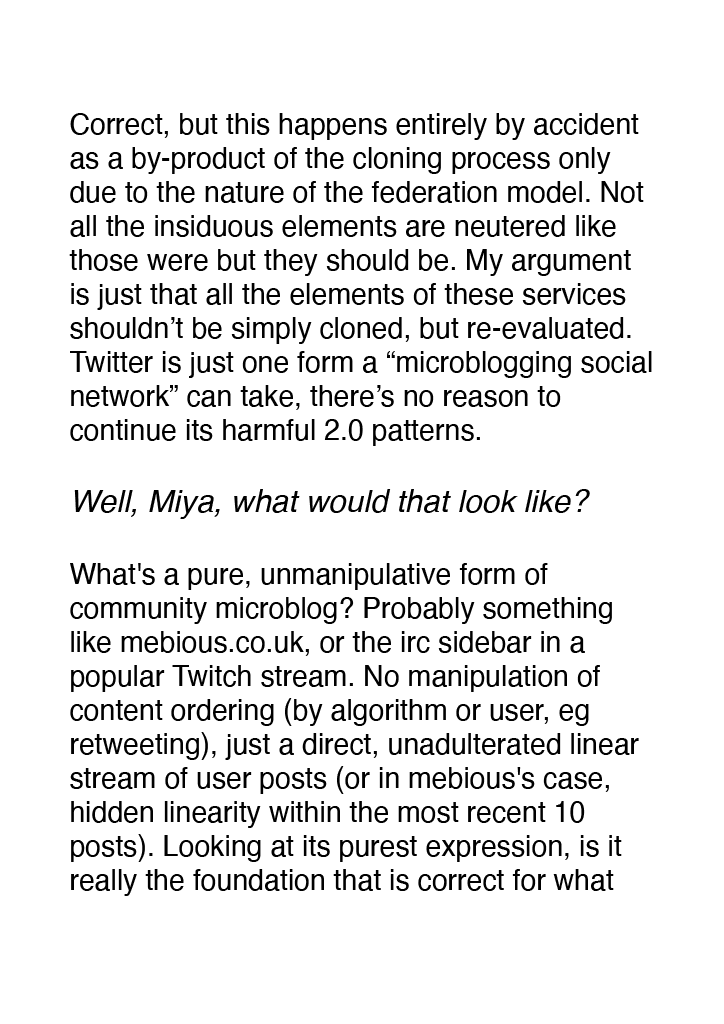 Correct, but this happens entirely by accident
as a by-product of the cloning process only
due to the nature of the federation model. Not
all the insiduous elements are neutered like
those were but they should be. My argument
is just that all the elements of these services
shouldn’t be simply cloned, but re-evaluated.
Twitter is just one form a “microblogging social
network” can take, there’s no reason to
continue its harmful 2.0 patterns.
Well, Miya, what would that look like?
What's a pure, unmanipulative form of
community microblog? Probably something
like mebious.co.uk, or the irc sidebar in a
popular Twitch stream. No manipulation of
content ordering (by algorithm or user, eg
retweeting), just a direct, unadulterated linear
stream of user posts (or in mebious's case,
hidden linearity within the most recent 10
posts). Looking at its purest expression, is it
really the foundation that is correct for what